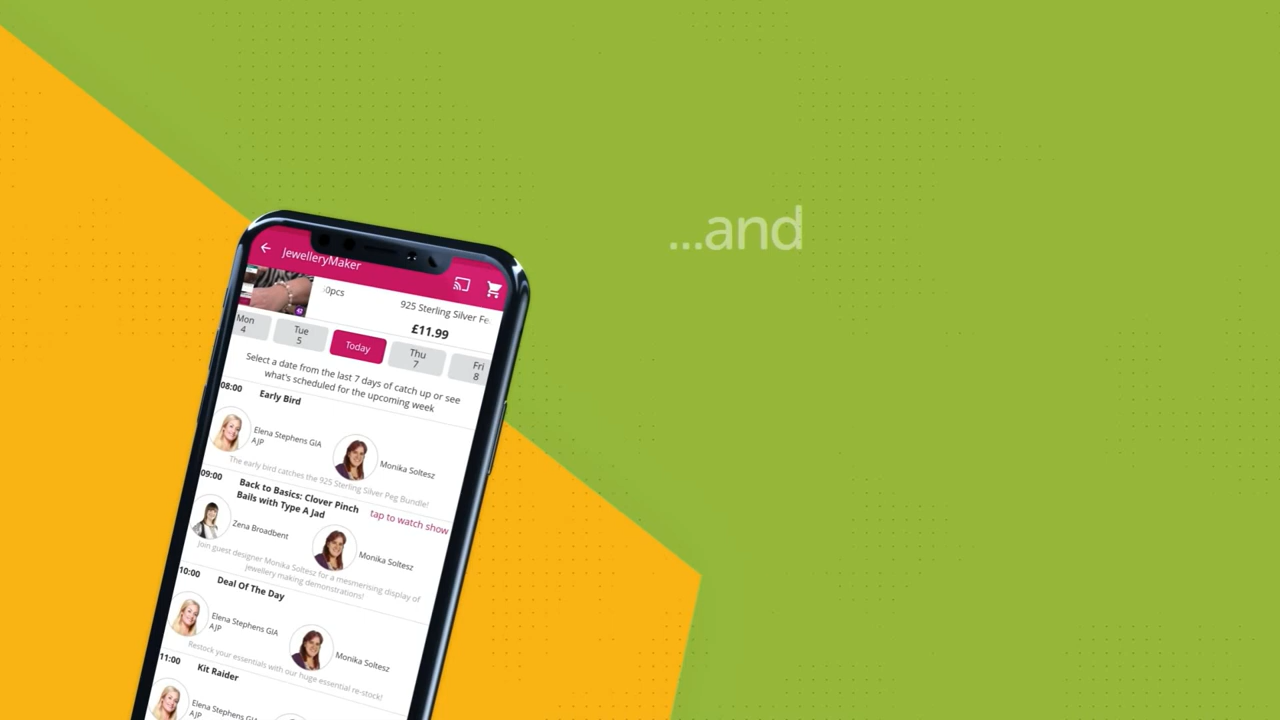 ...and
JewelleryMaker
0pcs
925 Sterling Silver Fe
£11.99
Mon
4
Tue
5
Today
Thu
7
Fri
8
Select a date from the last 7 days of catch up or see
what's scheduled for the upcoming week
08:00
Early Bird
Elena Stephens GIA
AJP
Monika Soltesz
The early bird catches the 925 Sterling Silver Peg Bundle!
09:00
Back to Basics: Clover Pinch
Bails with Type A Jad
tap to watch show
Zena Broadbent
Monika Soltesz
Join guest designer Monika Soltesz for a mesmerising display of
jewellery making demonstrations!
10:00
Deal Of The Day
Elena Stephens GIA
AJP
Monika Soltesz
Restock your essentials with our huge essential re-stock!
11:00
Kit Raider
Elena Stephens GIA
AJP